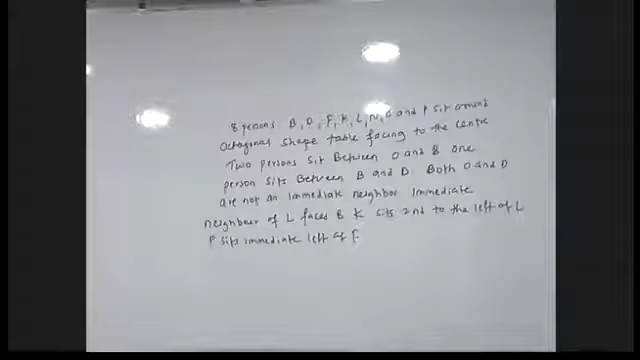 8 persons B, D, F, K, L, N, O and P sit around
Octagonal shape table facing to the centre
Two persons sit Between O and B one
person sits Between B and D. Both O and D
are not an immediate neighbor Immediate
neighbour of L faces B K sits 2nd to the left of L
P sits immediate left of F.